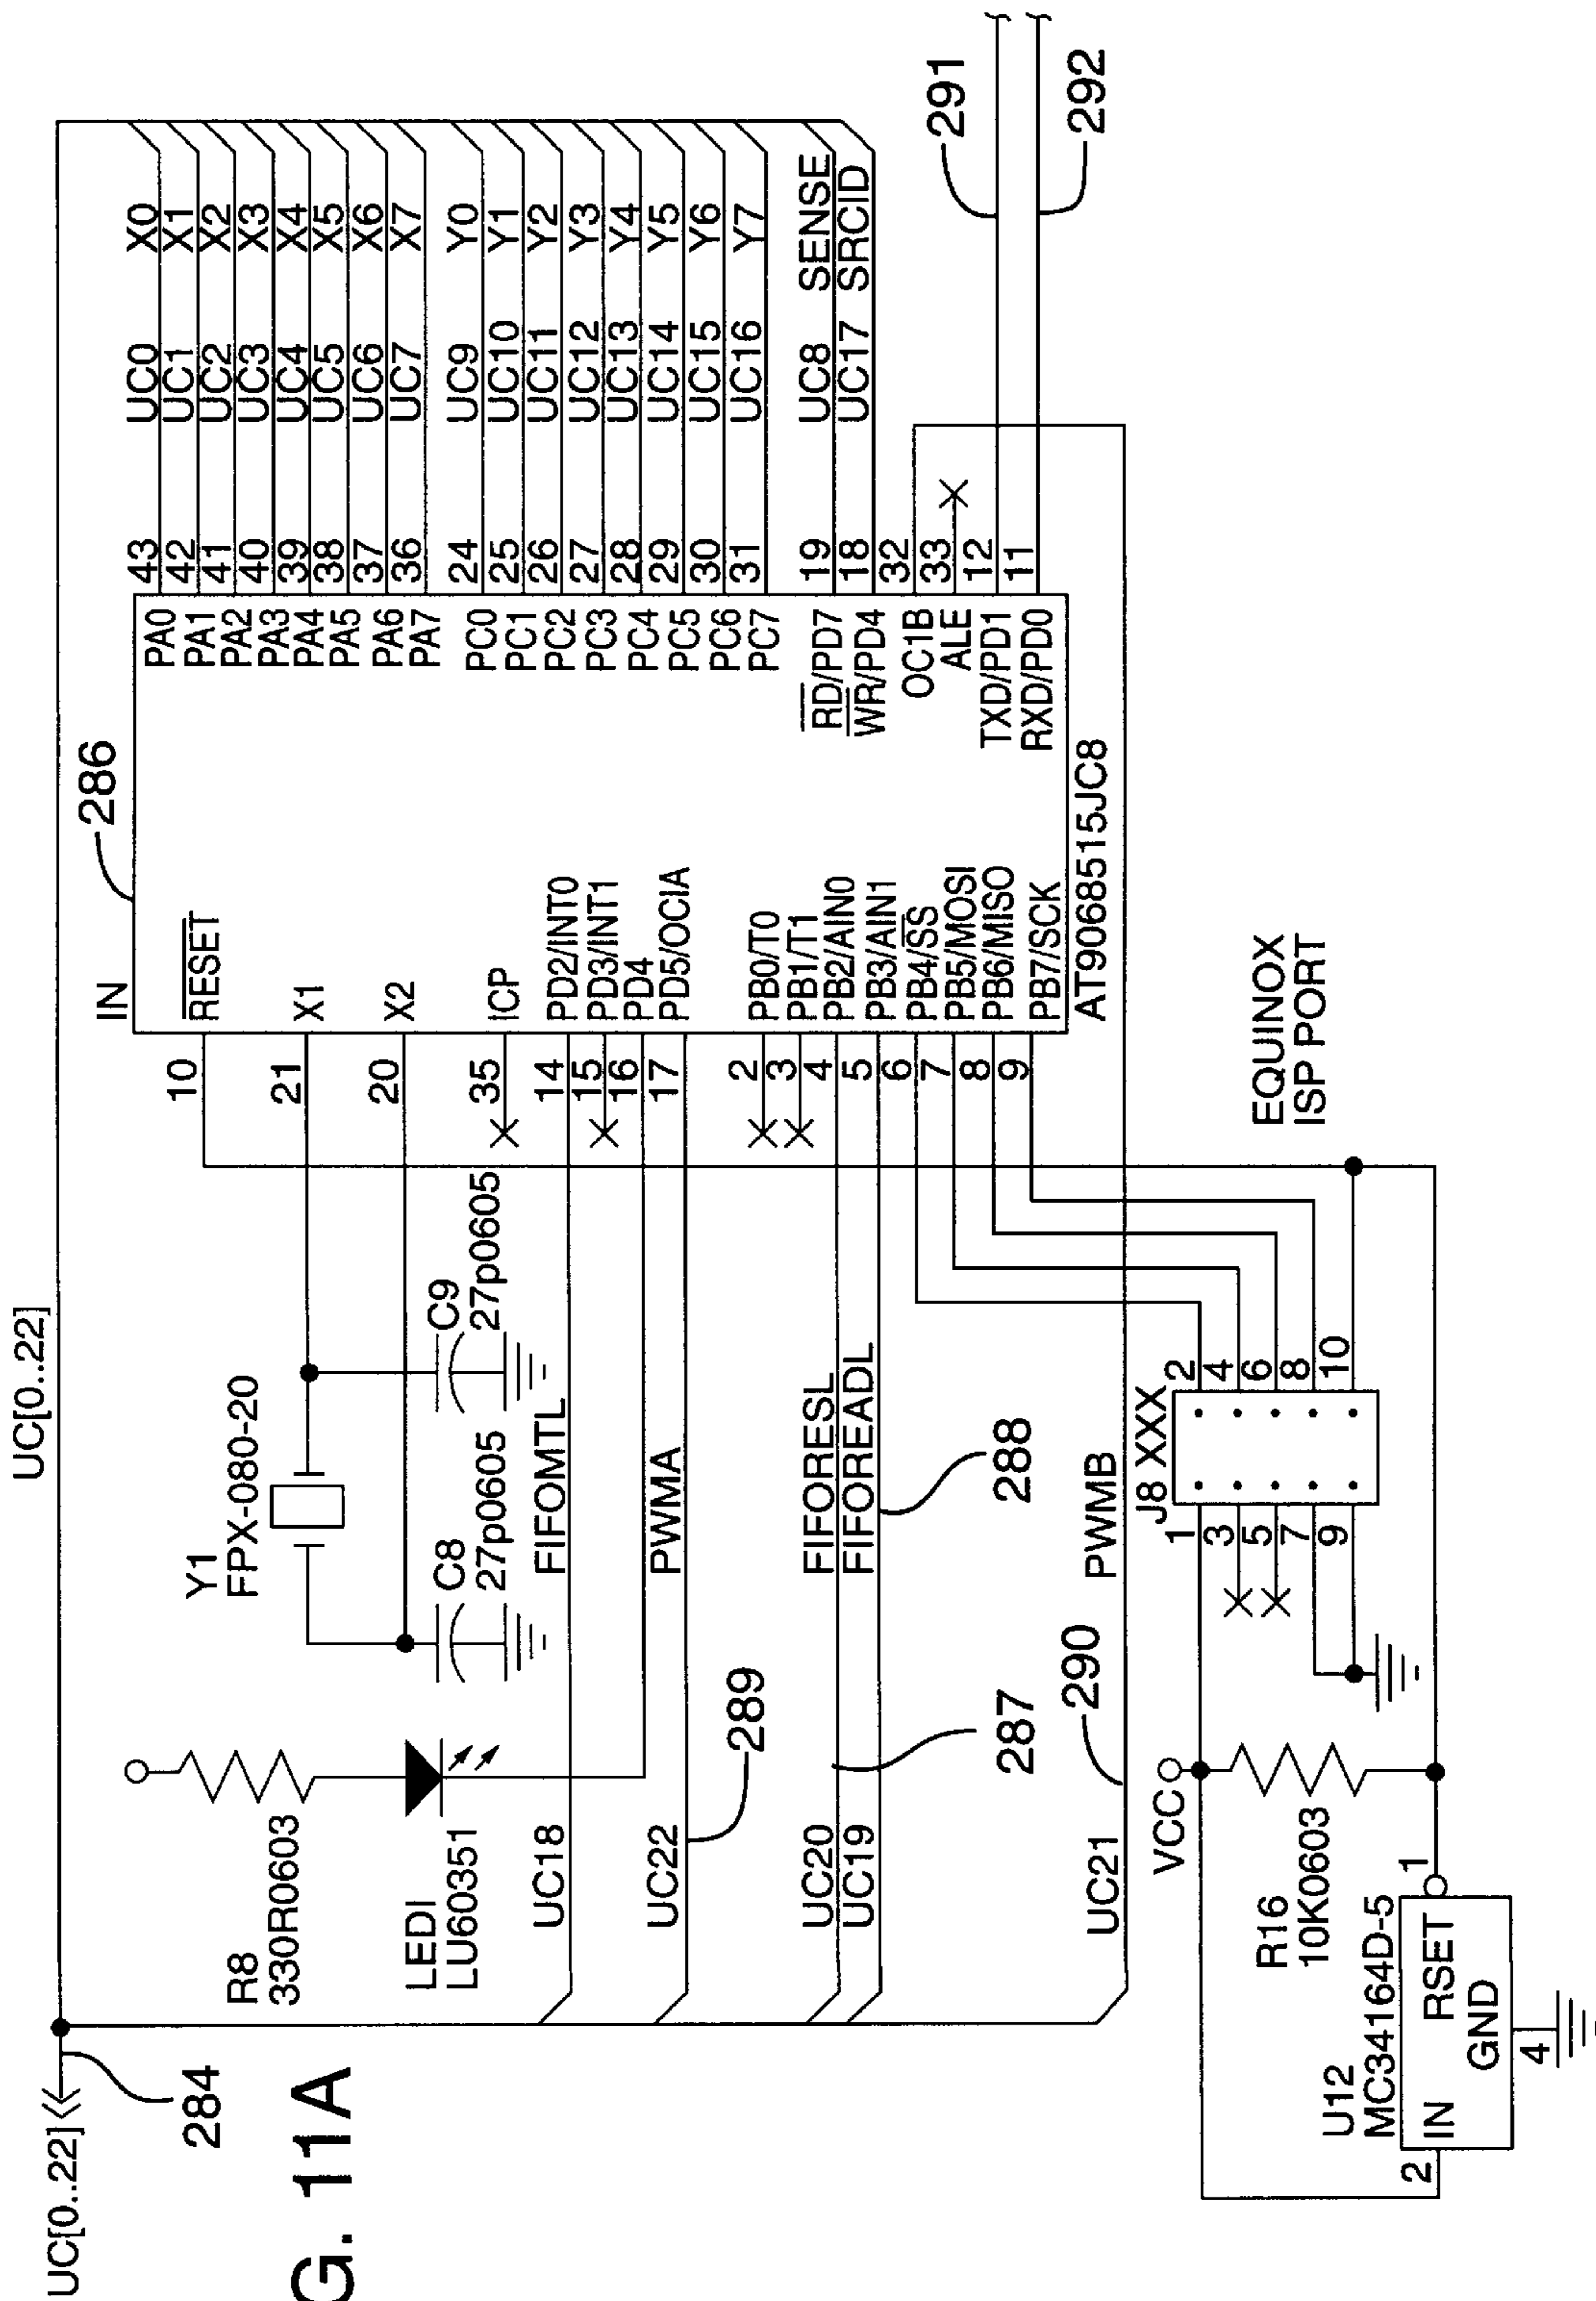 UC[0..22]
UC[0..22]
284
G. 11A
286
IN
RESET
X1
X2
ICP
PD2/INT0
PD3/INT1
PD4
PD5/OCIA
PB0/T0
PB1/T1
PB2/AIN0
PB3/AIN1
PB4/SS
PB5/MOSI
PB6/MISO
PB7/SCK
10
21
20
35
14
15
16
17
2
3
4
5
6
7
8
9
PA0
PA1
PA2
PA3
PA4
PA5
PA6
PA7
PC0
PC1
PC2
PC3
PC4
PC5
PC6
PC7
RD/PD7
WR/PD4
OC1B
ALE
TXD/PD1
RXD/PD0
AT9068515JC8
43 UC0 X0
42 UC1 X1
41 UC2 X2
40 UC3 X3
39 UC4 X4
38 UC5 X5
37 UC6 X6
36 UC7 X7
24 UC9 Y0
25 UC10 Y1
26 UC11 Y2
27 UC12 Y3
28 UC13 Y4
29 UC14 Y5
30 UC15 Y6
31 UC16 Y7
19 UC8 SENSE
18 UC17 SRCID
32
33
12
11
291
292
R8
330R0603
LEDI
LU60351
Y1
FPX-080-20
C8
27p0605
C9
27p0605
UC18 FIFOMTL
UC22 PWMA
289
UC20 FIFORESL
UC19 FIFOREADL
287
288
UC21 PWMB
290
EQUINOX
ISP PORT
J8 XXX
1
3
5
7
9
2
4
6
8
10
VCC
R16
10K0603
U12
MC34164D-5
2
IN RSET
1
GND
4